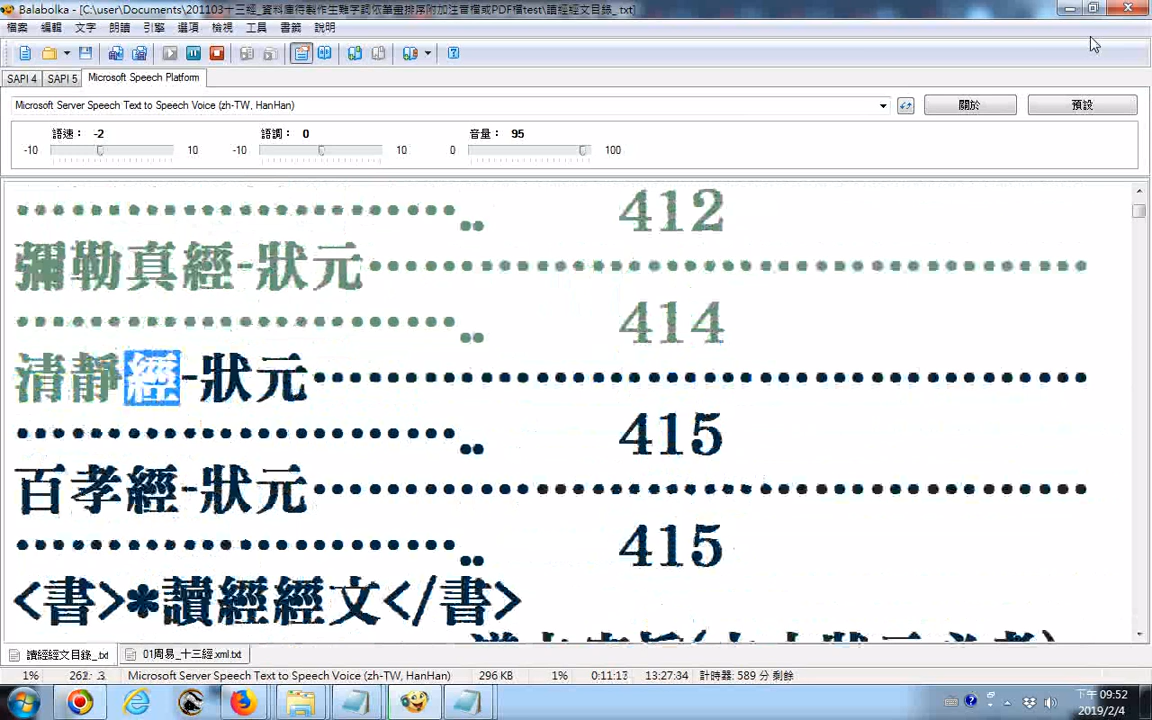 Balabolka - [C:\user\Documents\201103十三經_資料庫待製作生難字詞依筆畫排序附加注音檔或PDF檔test\讀經經文目錄_.txt]
檔案 編輯 文字 朗讀 引擎 選項 檢視 工具 書籤 說明
SAPI 4 SAPI 5 Microsoft Speech Platform
Microsoft Server Speech Text to Speech Voice (zh-TW, HanHan) 關於 預設
語速： -2 語調： 0 音量： 95
-10 10 -10 10 0 100
‧‧‧‧‧‧‧‧‧‧‧‧‧‧‧‧‧‧‧‧‧‧‧‧.. 412
彌勒真經-狀元‧‧‧‧‧‧‧‧‧‧‧‧‧‧‧‧‧‧‧‧‧‧‧‧‧‧‧‧‧‧‧‧‧‧‧‧
‧‧‧‧‧‧‧‧‧‧‧‧‧‧‧‧‧‧‧‧‧‧‧‧.. 414
清靜經-狀元‧‧‧‧‧‧‧‧‧‧‧‧‧‧‧‧‧‧‧‧‧‧‧‧‧‧‧‧‧‧‧‧‧‧‧‧‧‧‧
‧‧‧‧‧‧‧‧‧‧‧‧‧‧‧‧‧‧‧‧‧‧‧‧.. 415
百孝經-狀元‧‧‧‧‧‧‧‧‧‧‧‧‧‧‧‧‧‧‧‧‧‧‧‧‧‧‧‧‧‧‧‧‧‧‧‧‧‧‧
‧‧‧‧‧‧‧‧‧‧‧‧‧‧‧‧‧‧‧‧‧‧‧‧.. 415
<書>*讀經經文</書>
讀經經文目錄_.txt 01周易_十三經.xml.txt
1% 262: 3 Microsoft Server Speech Text to Speech Voice (zh-TW, HanHan) 296 KB 1% 0:11:13 13:27:34 計時器: 589 分 剩餘
下午 09:52
2019/2/4